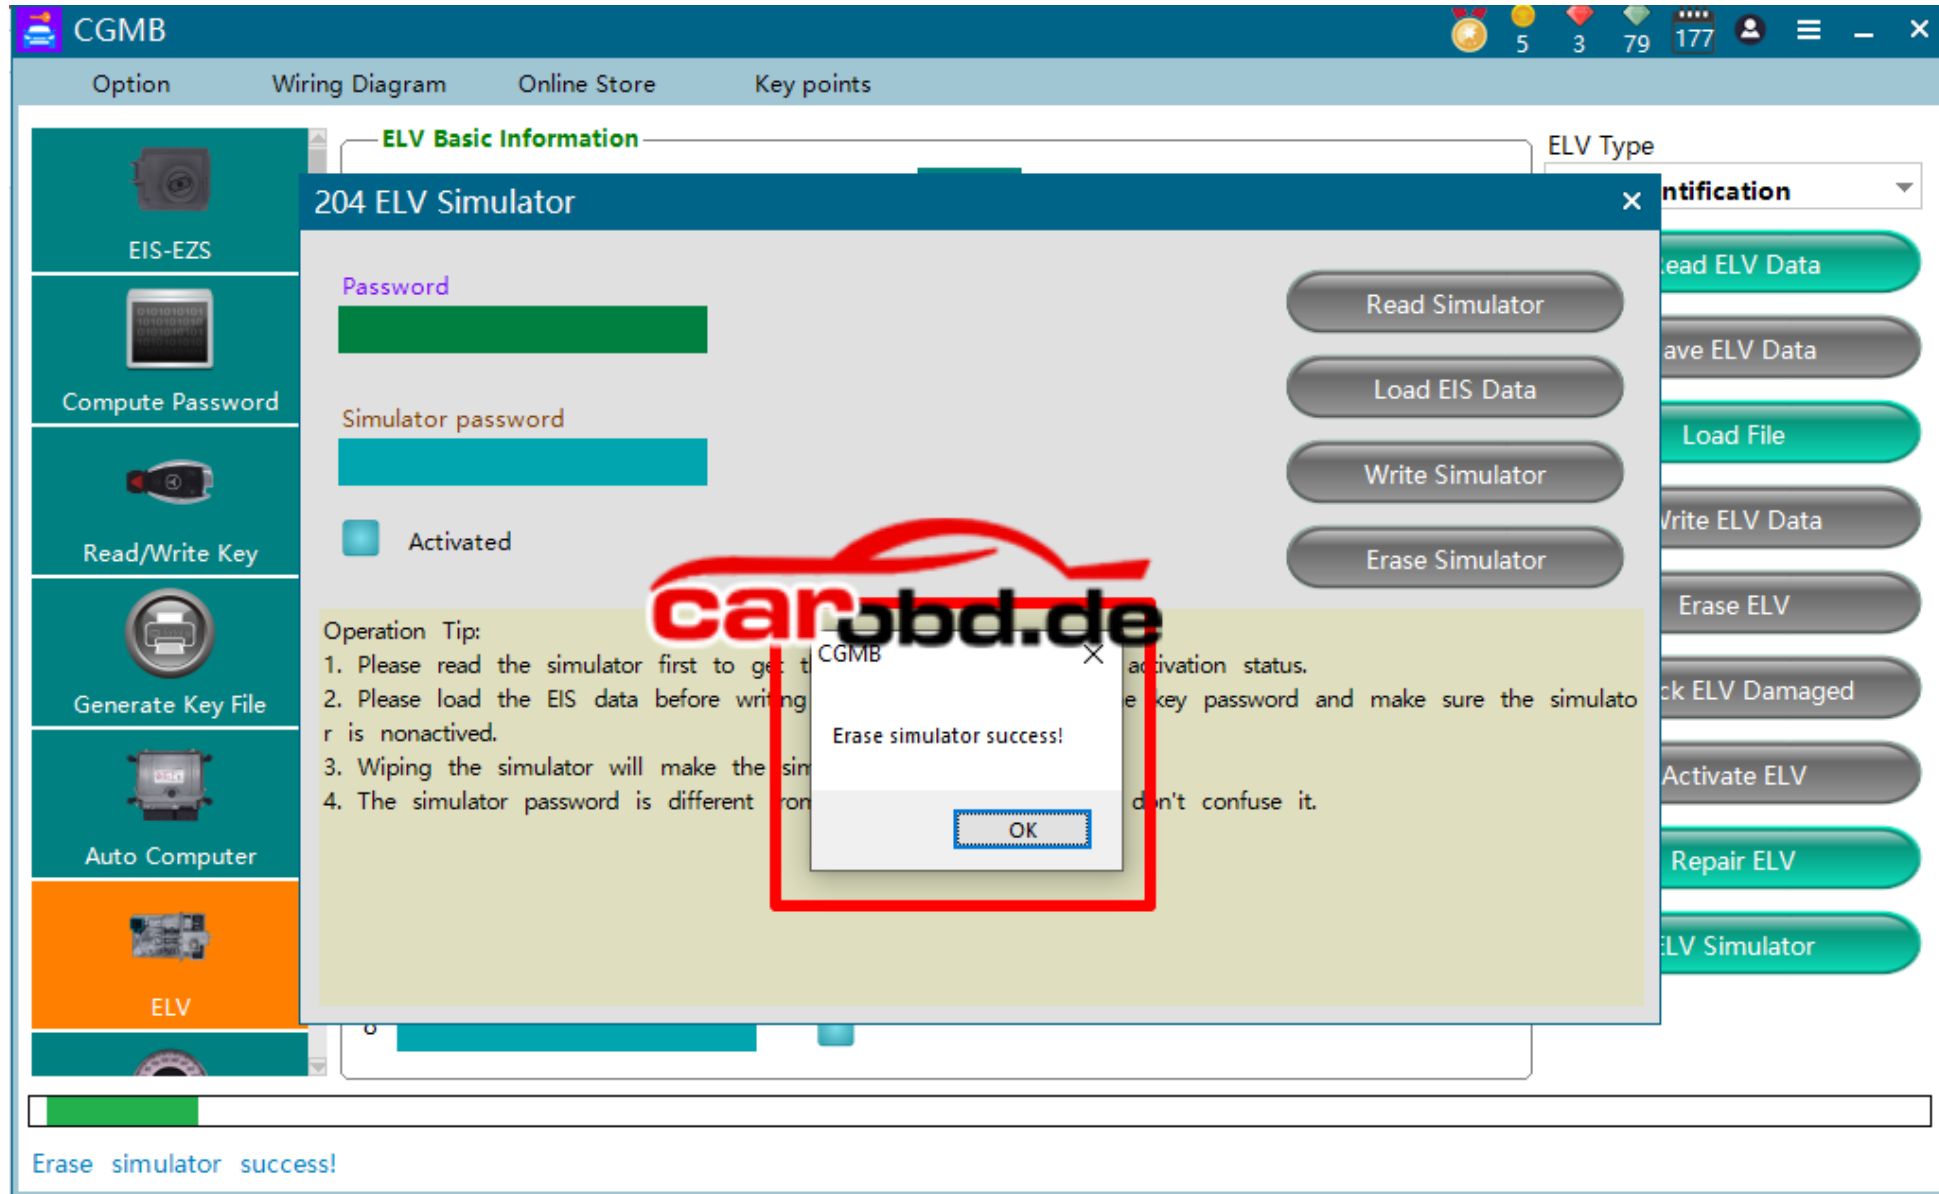 CGMB
5
3
79
177
Option
Wiring Diagram
Online Store
Key points
EIS-EZS
Compute Password
Read/Write Key
Generate Key File
Auto Computer
ELV
ELV Basic Information
ELV Type
ntification
ead ELV Data
ave ELV Data
Load File
rite ELV Data
Erase ELV
ck ELV Damaged
Activate ELV
Repair ELV
LV Simulator
204 ELV Simulator
Password
Simulator password
Activated
Read Simulator
Load EIS Data
Write Simulator
Erase Simulator
carobd.de
Operation Tip:
1. Please read the simulator first to get activation status.
2. Please load the EIS data before writing key password and make sure the simulato
r is nonactived.
3. Wiping the simulator will make the sim
4. The simulator password is different don't confuse it.
CGMB
Erase simulator success!
OK
Erase simulator success!